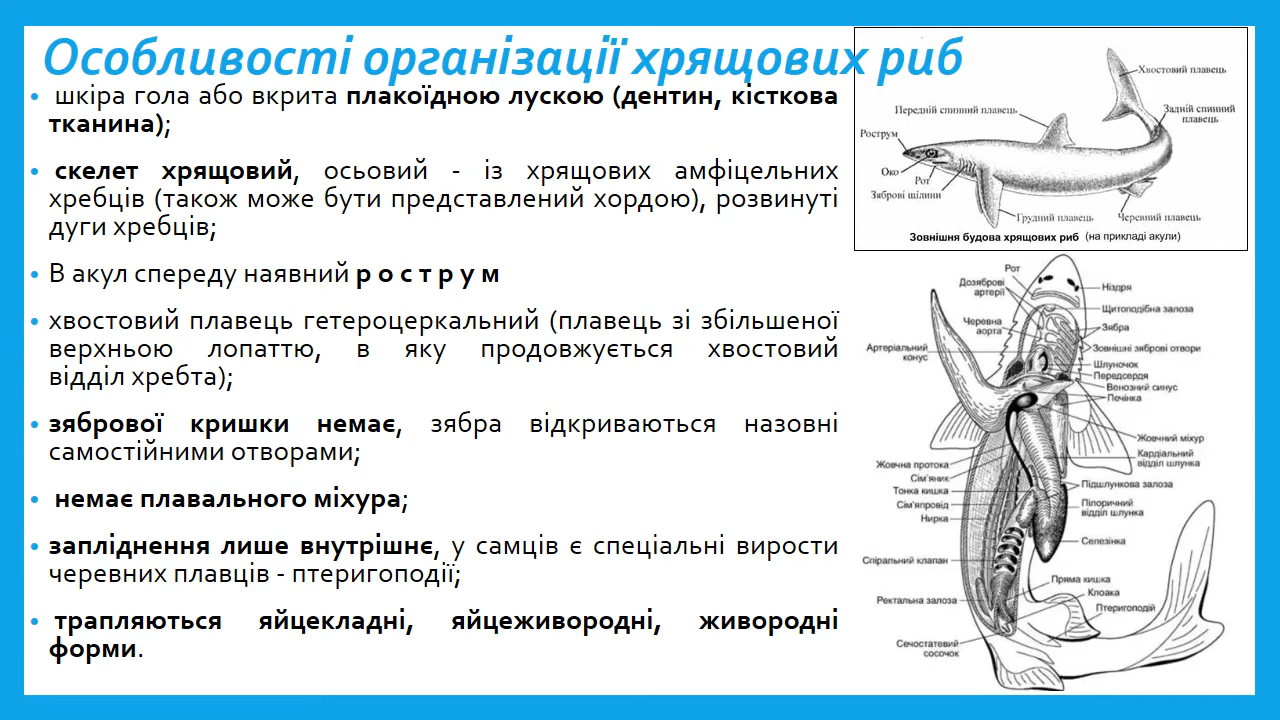 Особливості організації хрящових риб
• шкіра гола або вкрита плакоїдною лускою (дентин, кісткова
тканина);
• скелет хрящовий, осьовий - із хрящових амфіцельних
хребців (також може бути представлений хордою), розвинуті
дуги хребців;
• В акул спереду наявний р о с т р у м
• хвостовий плавець гетероцеркальний (плавець зі збільшеної
верхньою лопаттю, в яку продовжується хвостовий
відділ хребта);
• зябрової кришки немає, зябра відкриваються назовні
самостійними отворами;
• немає плавального міхура;
• запліднення лише внутрішнє, у самців є спеціальні вирости
черевних плавців - птеригоподії;
• трапляються яйцекладні, яйцеживородні, живородні
форми.
Хвостовий плавець
Передній спинний плавець
Задній спинний
плавець
Рострум
Око
Рот
Зяброві щілини
Грудний плавець
Черевний плавець
Зовнішня будова хрящових риб (на прикладі акули)
Рот
Дозяброві
артерії
Ніздря
Щитоподібна залоза
Черевна
аорта
Зябра
Артеріальний
конус
Зовнішні зяброві отвори
Шлуночок
Передсердя
Венозний синус
Печінка
Жовчний міхур
Жовчна протока
Кардіальний
відділ шлунка
Сім'яник
Тонка кишка
Підшлункова залоза
Сім'япровід
Пілоричний
відділ шлунка
Нирка
Селезінка
Спіральний клапан
Пряма кишка
Клоака
Ректальна залоза
Птеригоподій
Сечостатевий
сосочок